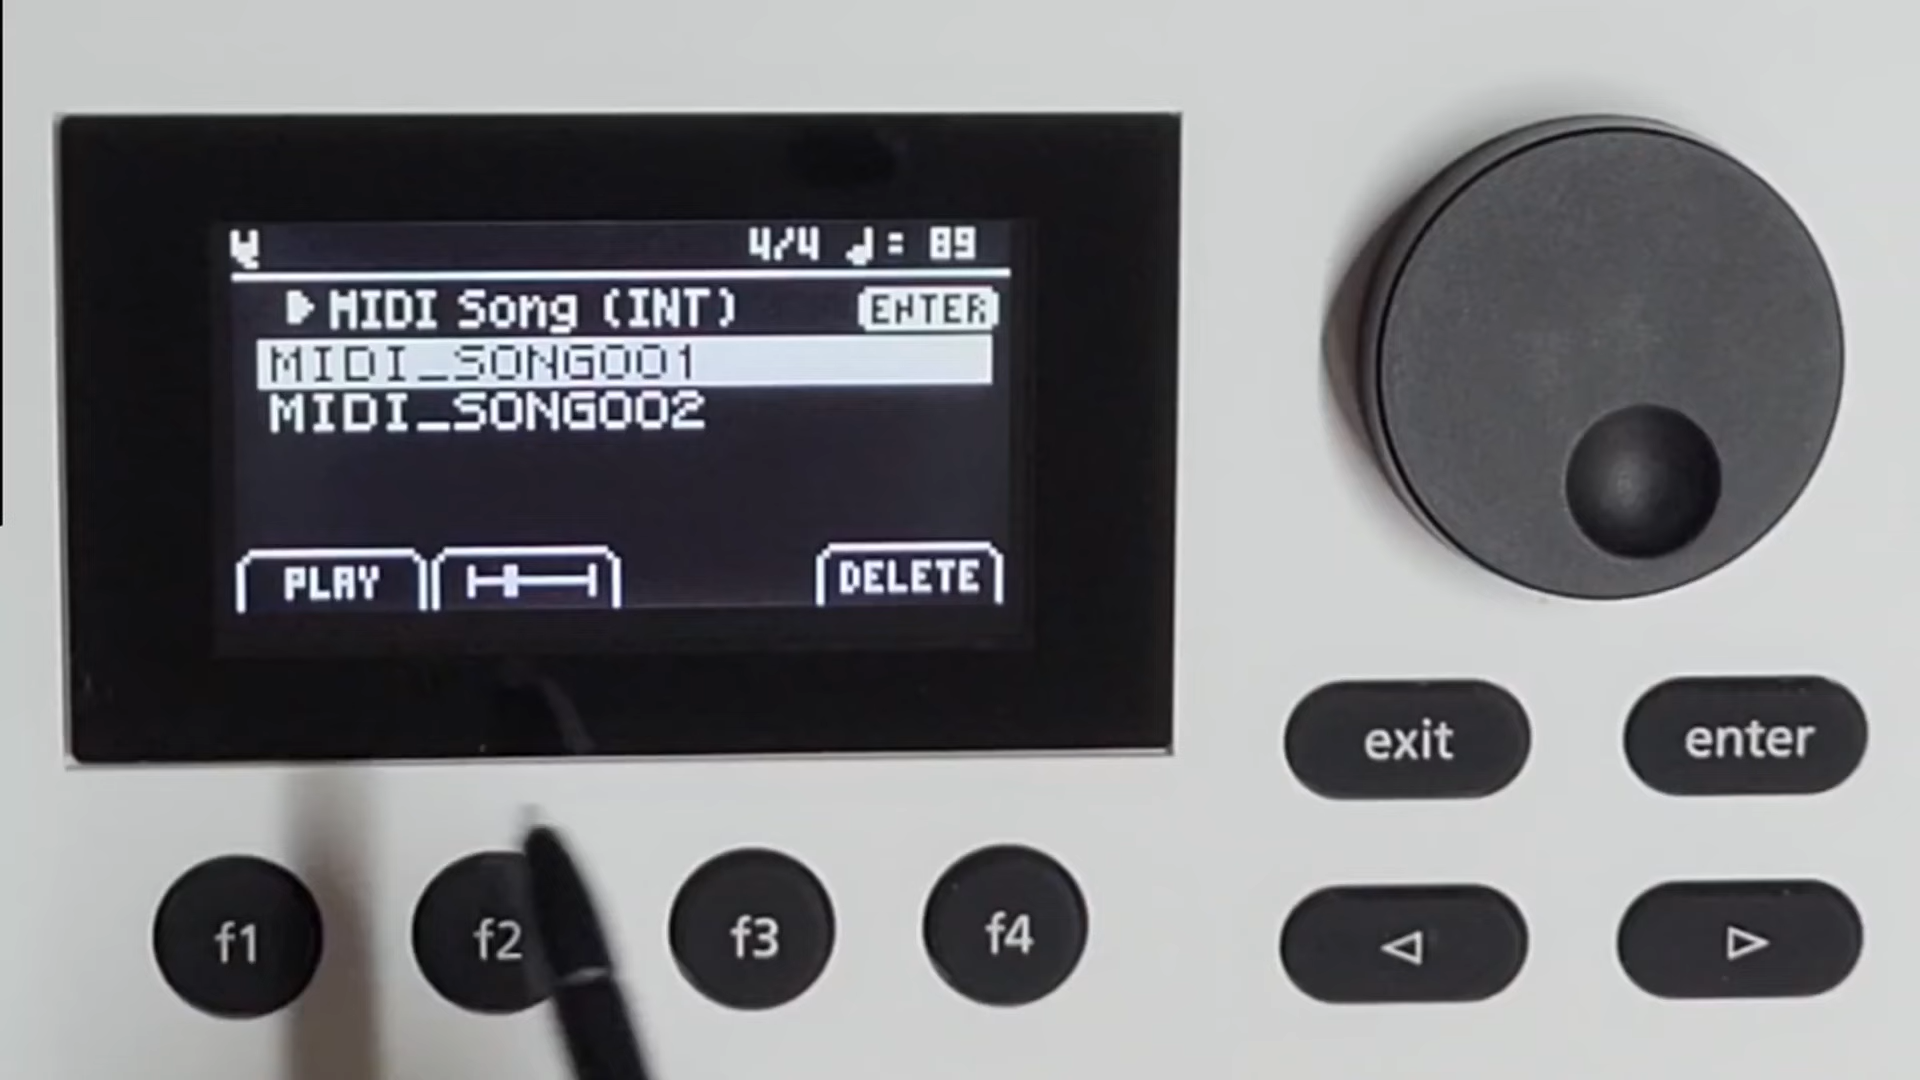 4/4 ♩= 89
MIDI Song (INT) ENTER
MIDI_SONG001
MIDI_SONG002
PLAY DELETE
exit enter
f1 f2 f3 f4